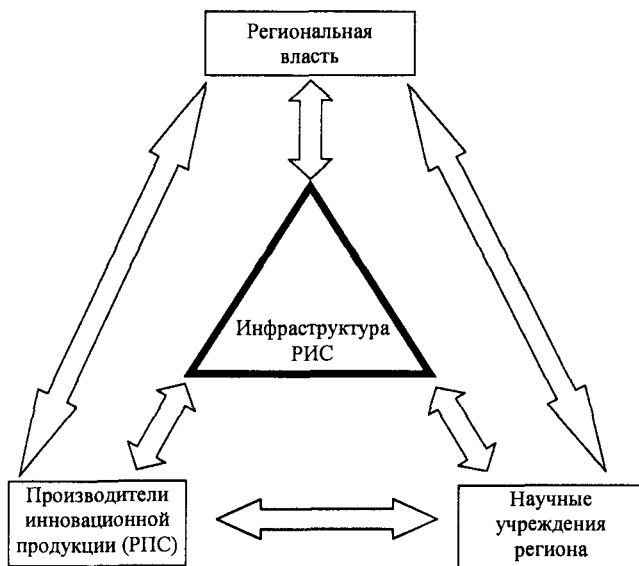 Региональная
власть
Инфраструктура
РИС
Производители
инновационной
продукции (РПС)
Научные
учреждения
региона